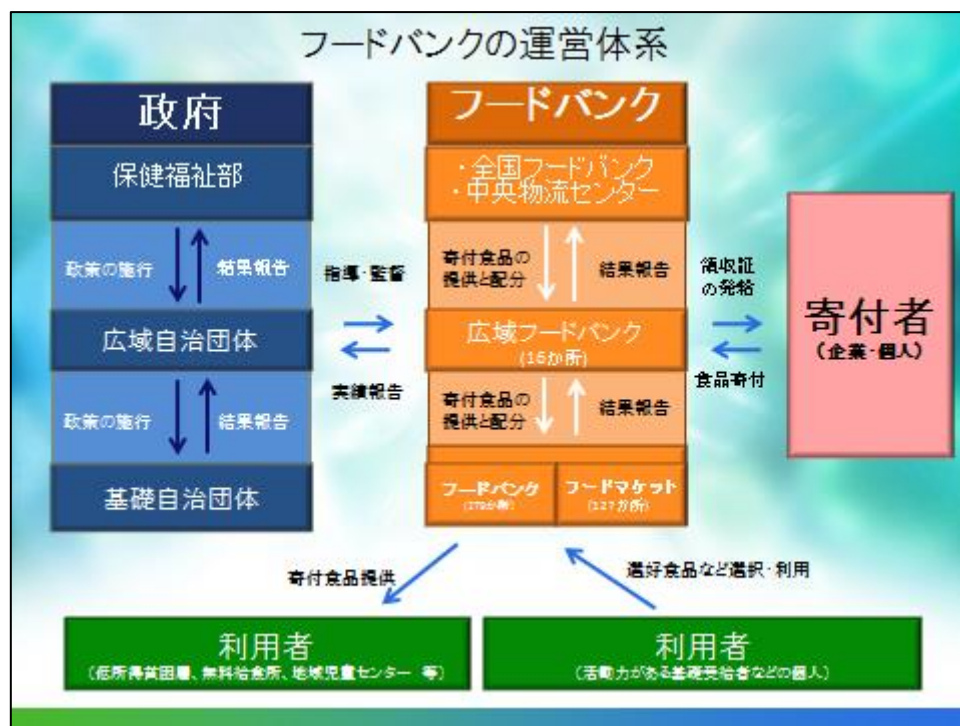 フードバンクの運営体系
政府
保健福祉部
政策の施行
結果報告
広域自治団体
政策の施行
結果報告
基礎自治団体
指導・監督
実績報告
フードバンク
・全国フードバンク
・中央物流センター
寄付食品の
提供と配分
結果報告
広域フードバンク
(16か所)
寄付食品の
提供と配分
結果報告
フードバンク
フードマーケット
(127か所)
領収証
の発給
食品寄付
寄付者
(企業・個人)
寄付食品提供
選好食品など選択・利用
利用者
(低所得貧困層、無料給食所、地域児童センター 等)
利用者
(活動力がある基礎受給者などの個人)